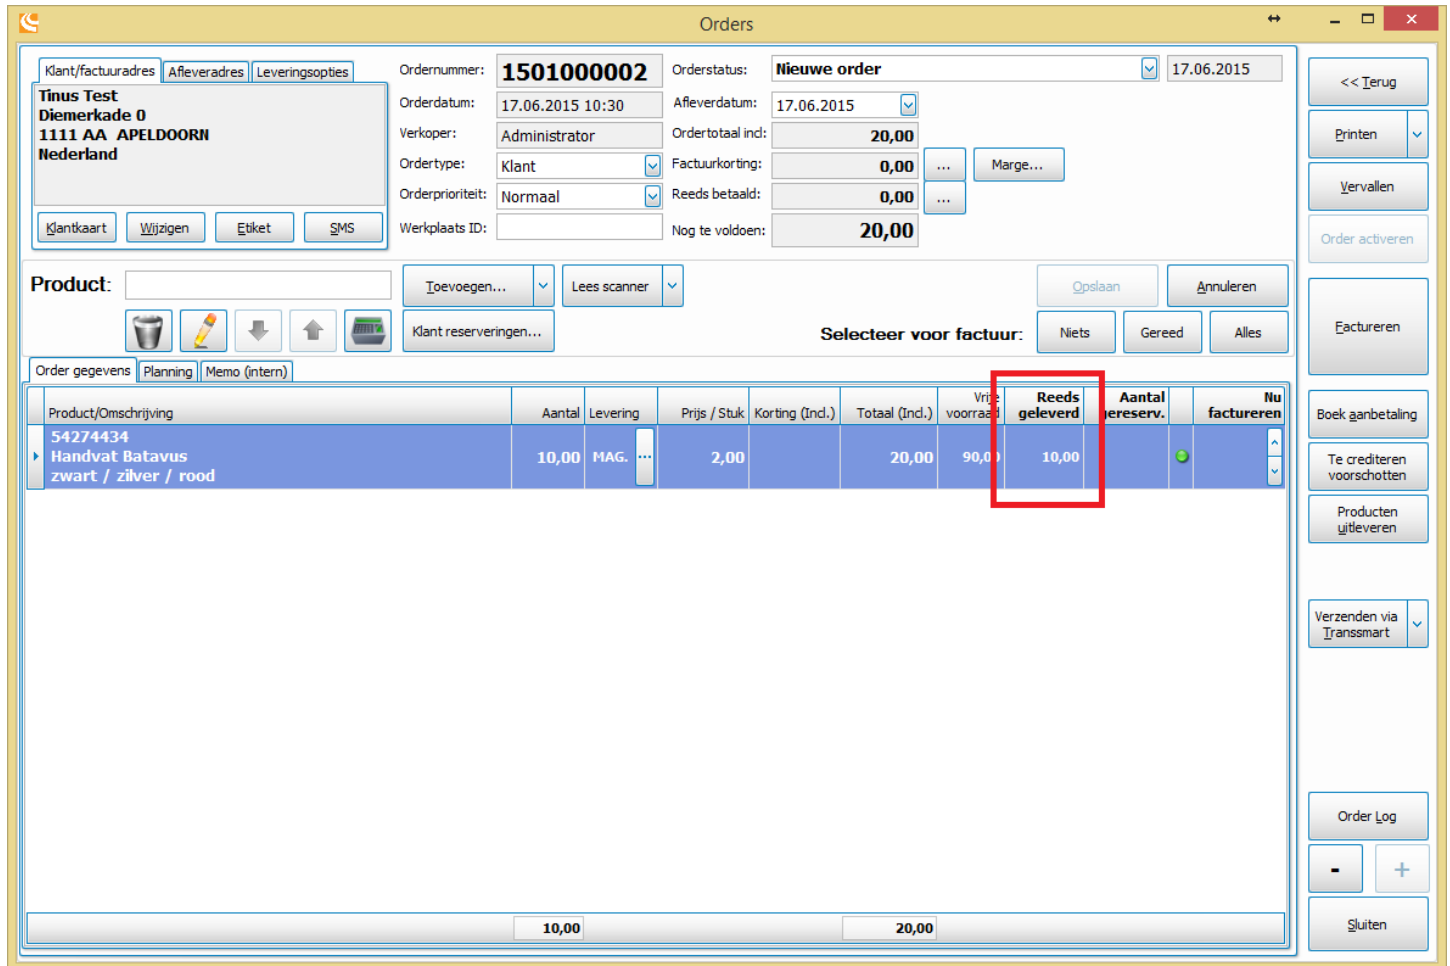 Orders
Klant/factuuradres Afleveradres Leveringsopties
Tinus Test
Diemerkade 0
1111 AA APELDOORN
Nederland
Klantkaart Wijzigen Etiket SMS
Ordernummer: 1501000002
Orderdatum: 17.06.2015 10:30
Verkoper: Administrator
Ordertype: Klant
Orderprioriteit: Normaal
Werkplaats ID:
Orderstatus: Nieuwe order 17.06.2015
Afleverdatum: 17.06.2015
Ordertotaal incl: 20,00
Factuurkorting: 0,00 ... Marge...
Reeds betaald: 0,00 ...
Nog te voldoen: 20,00
Product: Toevoegen... Lees scanner Opslaan Annuleren
Klant reserveringen... Selecteer voor factuur: Niets Gereed Alles
Order gegevens Planning Memo (intern)
Product/Omschrijving Aantal Levering Prijs / Stuk Korting (Incl.) Totaal (Incl.) Vrije voorraad Reeds geleverd Aantal gereserv. Nu factureren
54274434
Handvat Batavus 10,00 MAG. ... 2,00 20,00 90,00 10,00
zwart / zilver / rood
10,00 20,00
<< Terug
Printen
Vervallen
Order activeren
Factureren
Boek aanbetaling
Te crediteren
voorschotten
Producten
uitleveren
Verzenden via
Transsmart
Order Log
- +
Sluiten